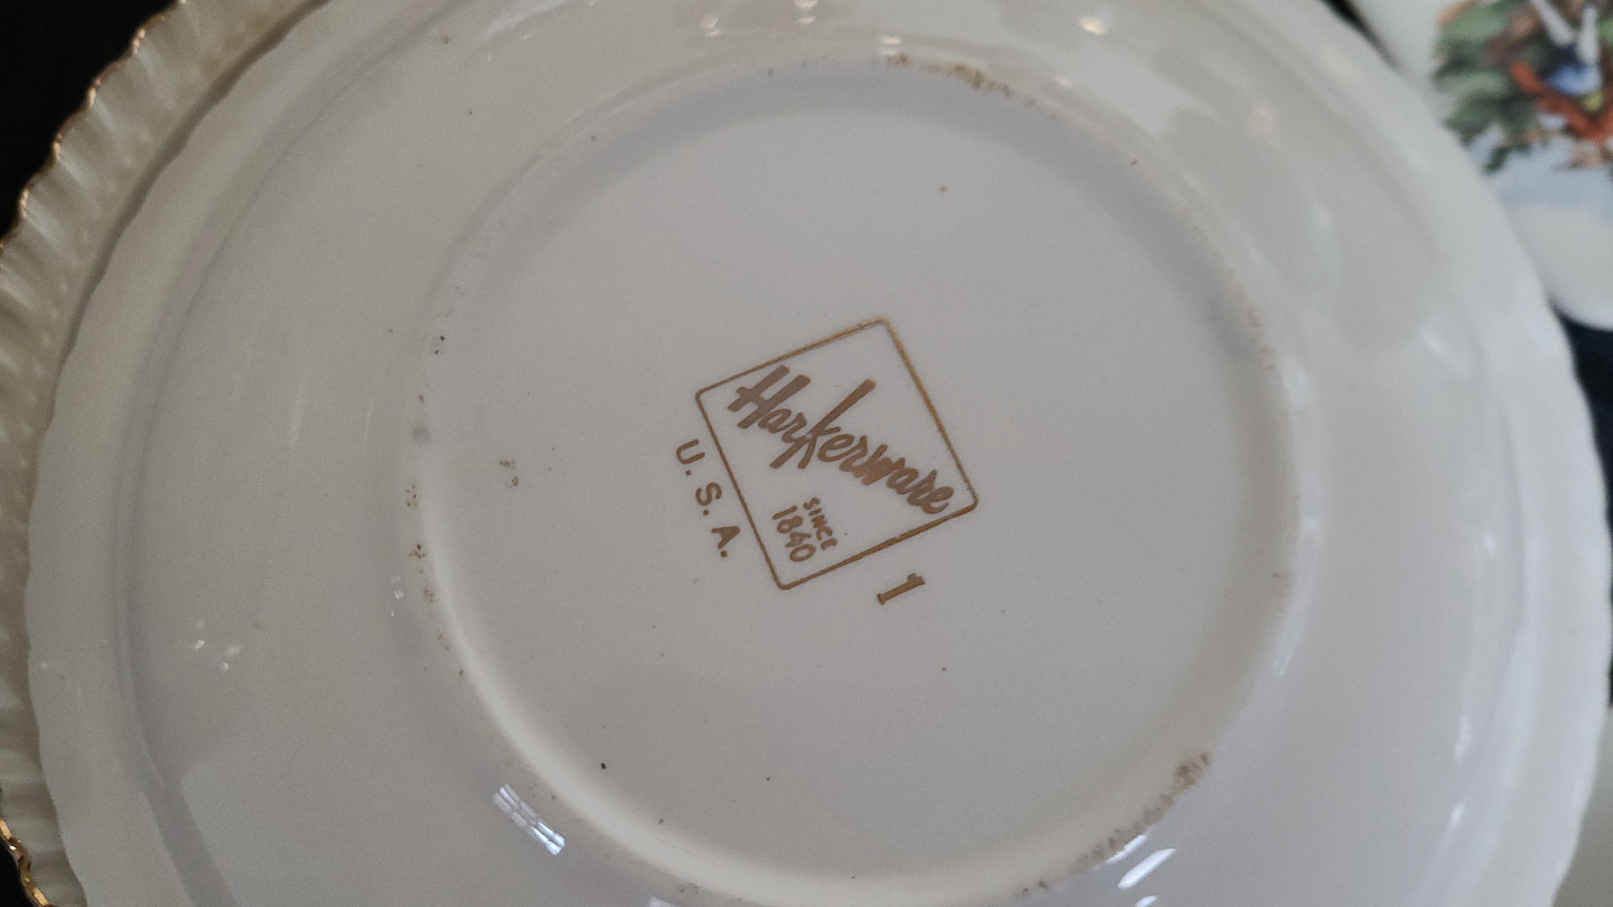 Harkerware
SINCE
1840
U. S. A.
1